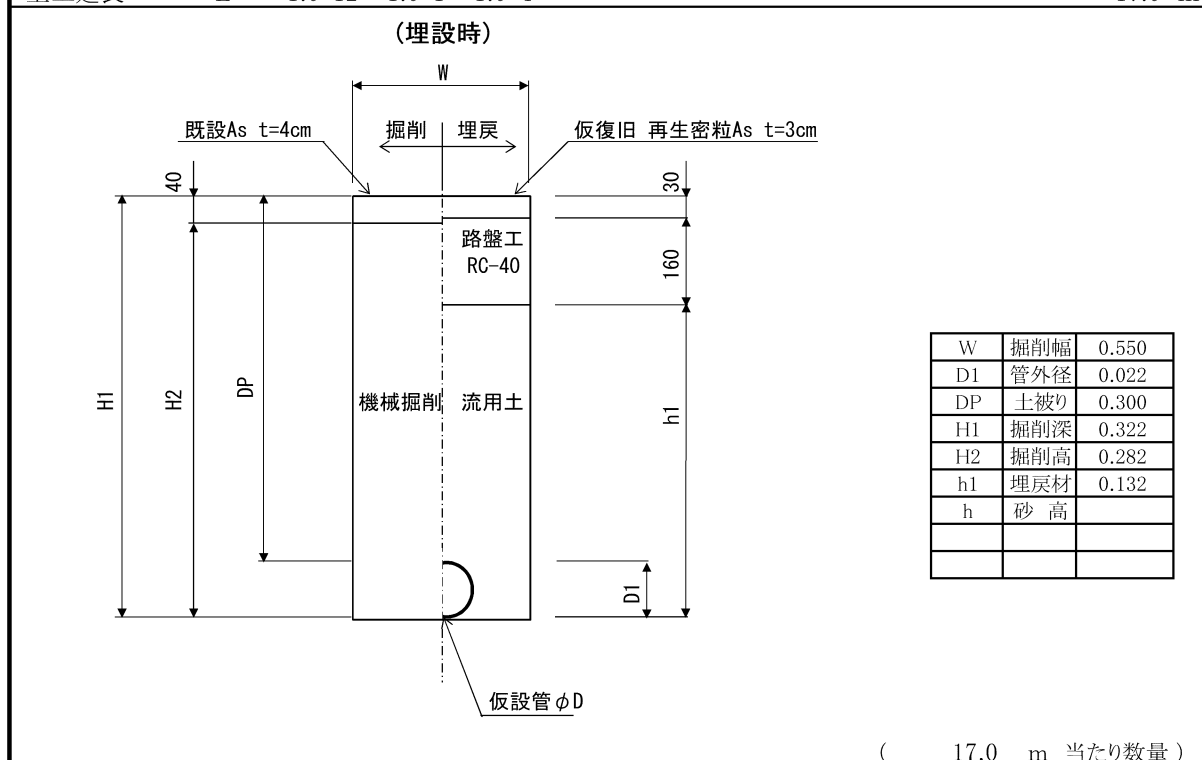 (埋設時)
W
既設As t=4cm
掘削 埋戻
仮復旧 再生密粒As t=3cm
40
30
路盤工
RC-40
160
H1
H2
DP
機械掘削
流用土
h1
D1
仮設管φD
W 掘削幅 0.550
D1 管外径 0.022
DP 土被り 0.300
H1 掘削深 0.322
H2 掘削高 0.282
h1 埋戻材 0.132
h 砂 高
( 17.0 m 当たり数量 )